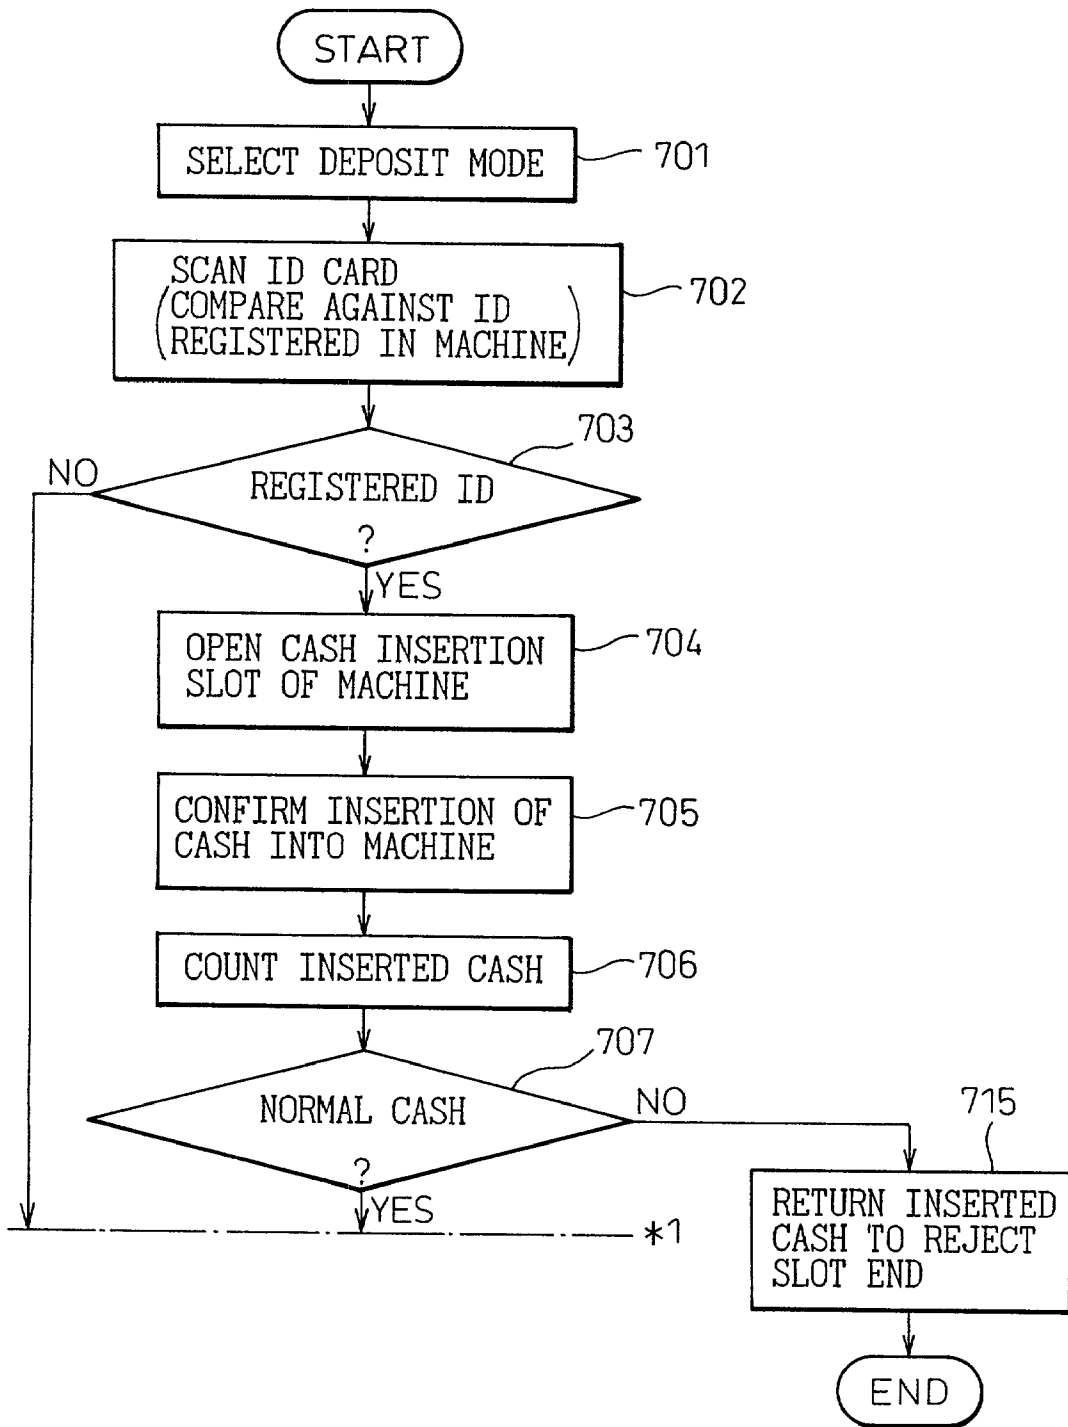 START
SELECT DEPOSIT MODE
701
SCAN ID CARD
(COMPARE AGAINST ID
REGISTERED IN MACHINE)
702
703
NO
REGISTERED ID
?
YES
OPEN CASH INSERTION
SLOT OF MACHINE
704
CONFIRM INSERTION OF
CASH INTO MACHINE
705
COUNT INSERTED CASH
706
707
NORMAL CASH
?
NO
YES
*1
715
RETURN INSERTED
CASH TO REJECT
SLOT END
END